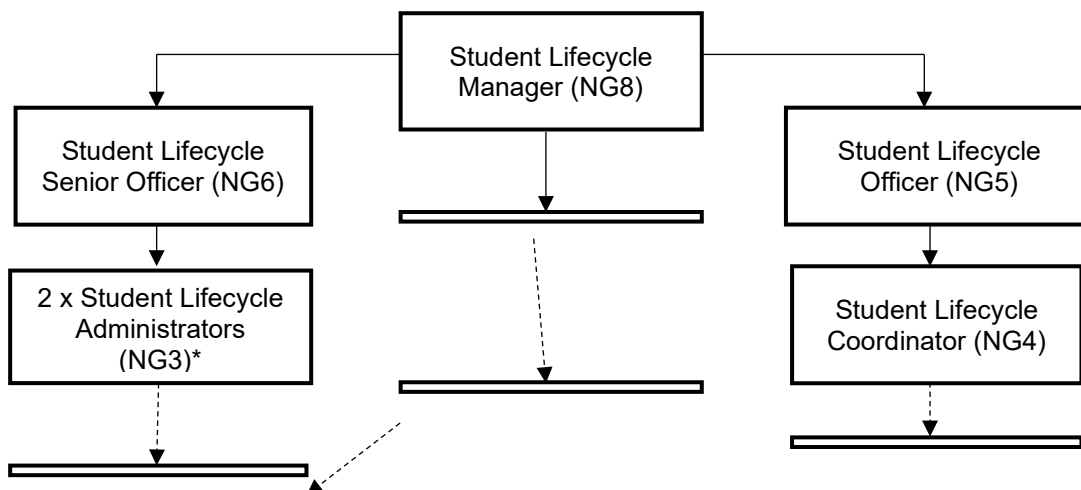 Student Lifecycle
Manager (NG8)
Student Lifecycle
Senior Officer (NG6)
Student Lifecycle
Officer (NG5)
2 x Student Lifecycle
Administrators
(NG3)*
Student Lifecycle
Coordinator (NG4)